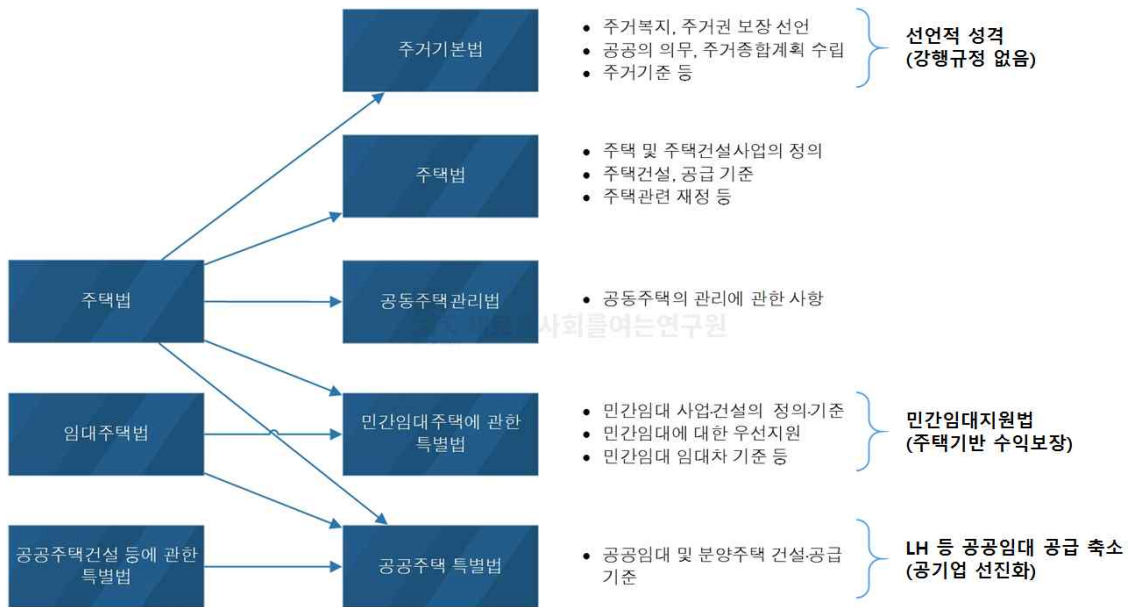 주거기본법
• 주거복지, 주거권 보장 선언
• 공공의 의무, 주거종합계획 수립
• 주거기준 등
선언적 성격
(강행규정 없음)
주택법
• 주택 및 주택건설사업의 정의
• 주택건설, 공급 기준
• 주택관련 재정 등
주택법
공동주택관리법
• 공동주택의 관리에 관한 사항
사회를여는연구원
임대주택법
민간임대주택에 관한
특별법
• 민간임대 사업·건설의 정의·기준
• 민간임대에 대한 우선지원
• 민간임대 임대차 기준 등
민간임대지원법
(주택기반 수익보장)
공공주택건설 등에 관한
특별법
공공주택 특별법
• 공공임대 및 분양주택 건설·공급
기준
LH 등 공공임대 공급 축소
(공기업 선진화)